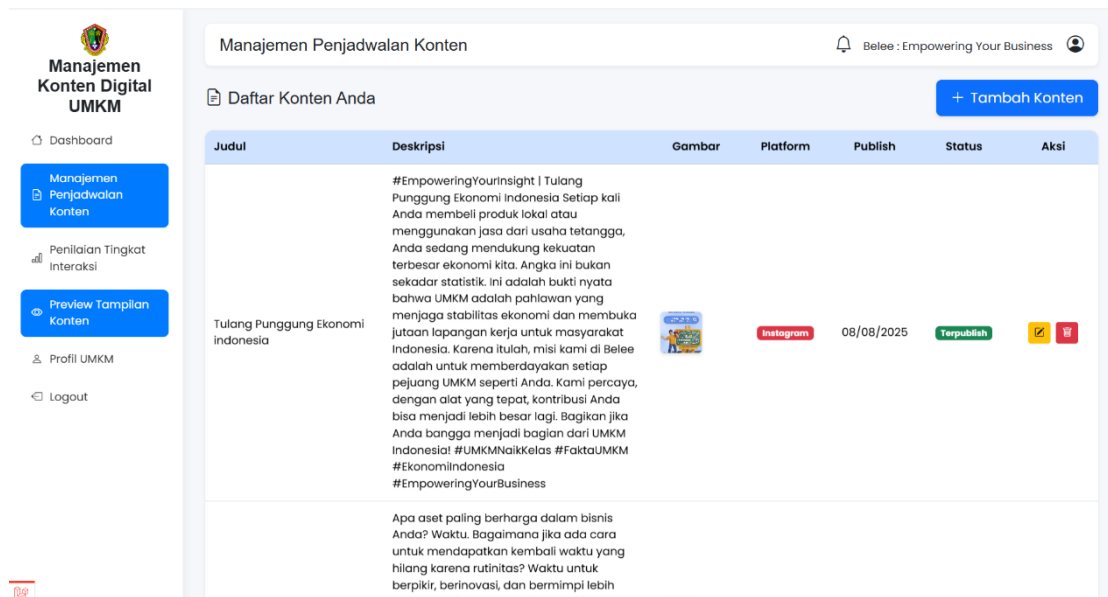 Manajemen
Konten Digital
UMKM
Dashboard
Manajemen
Penjadwalan
Konten
Penilaian Tingkat
Interaksi
Preview Tampilan
Konten
Profil UMKM
Logout
Manajemen Penjadwalan Konten
Belee : Empowering Your Business
Daftar Konten Anda
+ Tambah Konten
Judul Deskripsi Gambar Platform Publish Status Aksi
Tulang Punggung Ekonomi
indonesia
#EmpoweringYourInsight | Tulang
Punggung Ekonomi Indonesia Setiap kali
Anda membeli produk lokal atau
menggunakan jasa dari usaha tetangga,
Anda sedang mendukung kekuatan
terbesar ekonomi kita. Angka ini bukan
sekadar statistik. Ini adalah bukti nyata
bahwa UMKM adalah pahlawan yang
menjaga stabilitas ekonomi dan membuka
jutaan lapangan kerja untuk masyarakat
Indonesia. Karena itulah, misi kami di Belee
adalah untuk memberdayakan setiap
pejuang UMKM seperti Anda. Kami percaya,
dengan alat yang tepat, kontribusi Anda
bisa menjadi lebih besar lagi. Bagikan jika
Anda bangga menjadi bagian dari UMKM
Indonesia! #UMKMNaikKelas #FaktaUMKM
#EkonomiIndonesia
#EmpoweringYourBusiness
Instagram
08/08/2025
Terpublish
Apa aset paling berharga dalam bisnis
Anda? Waktu. Bagaimana jika ada cara
untuk mendapatkan kembali waktu yang
hilang karena rutinitas? Waktu untuk
berpikir, berinovasi, dan bermimpi lebih